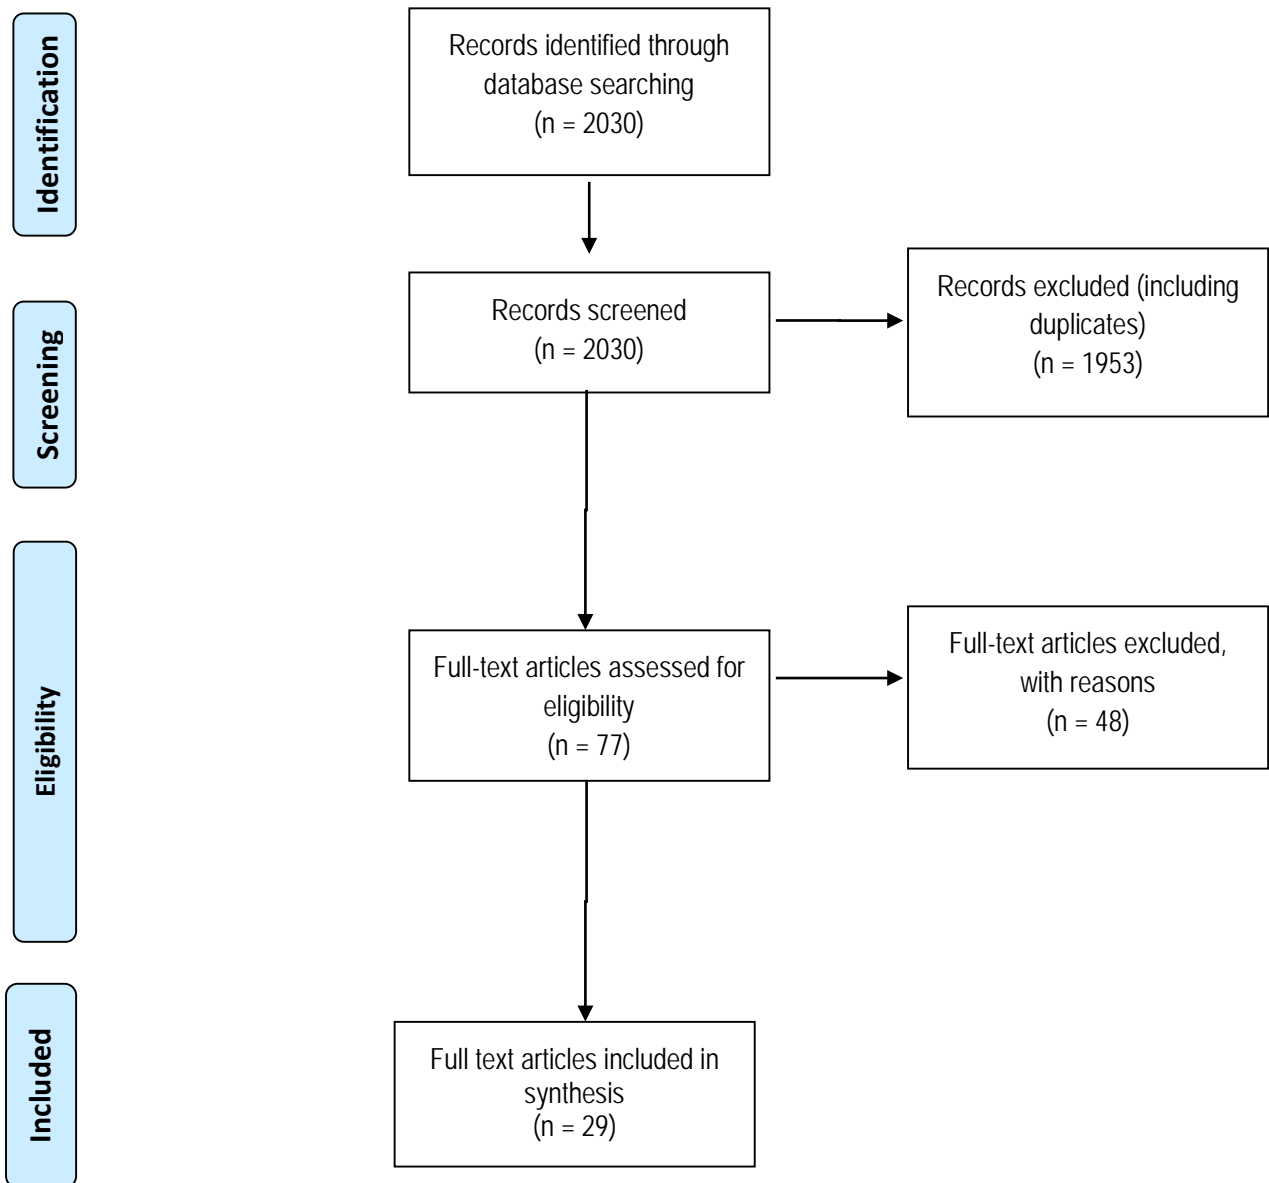 Identification
Records identified through
database searching
(n = 2030)
Screening
Records screened
(n = 2030)
Records excluded (including
duplicates)
(n = 1953)
Eligibility
Full-text articles assessed for
eligibility
(n = 77)
Full-text articles excluded,
with reasons
(n = 48)
Included
Full text articles included in
synthesis
(n = 29)